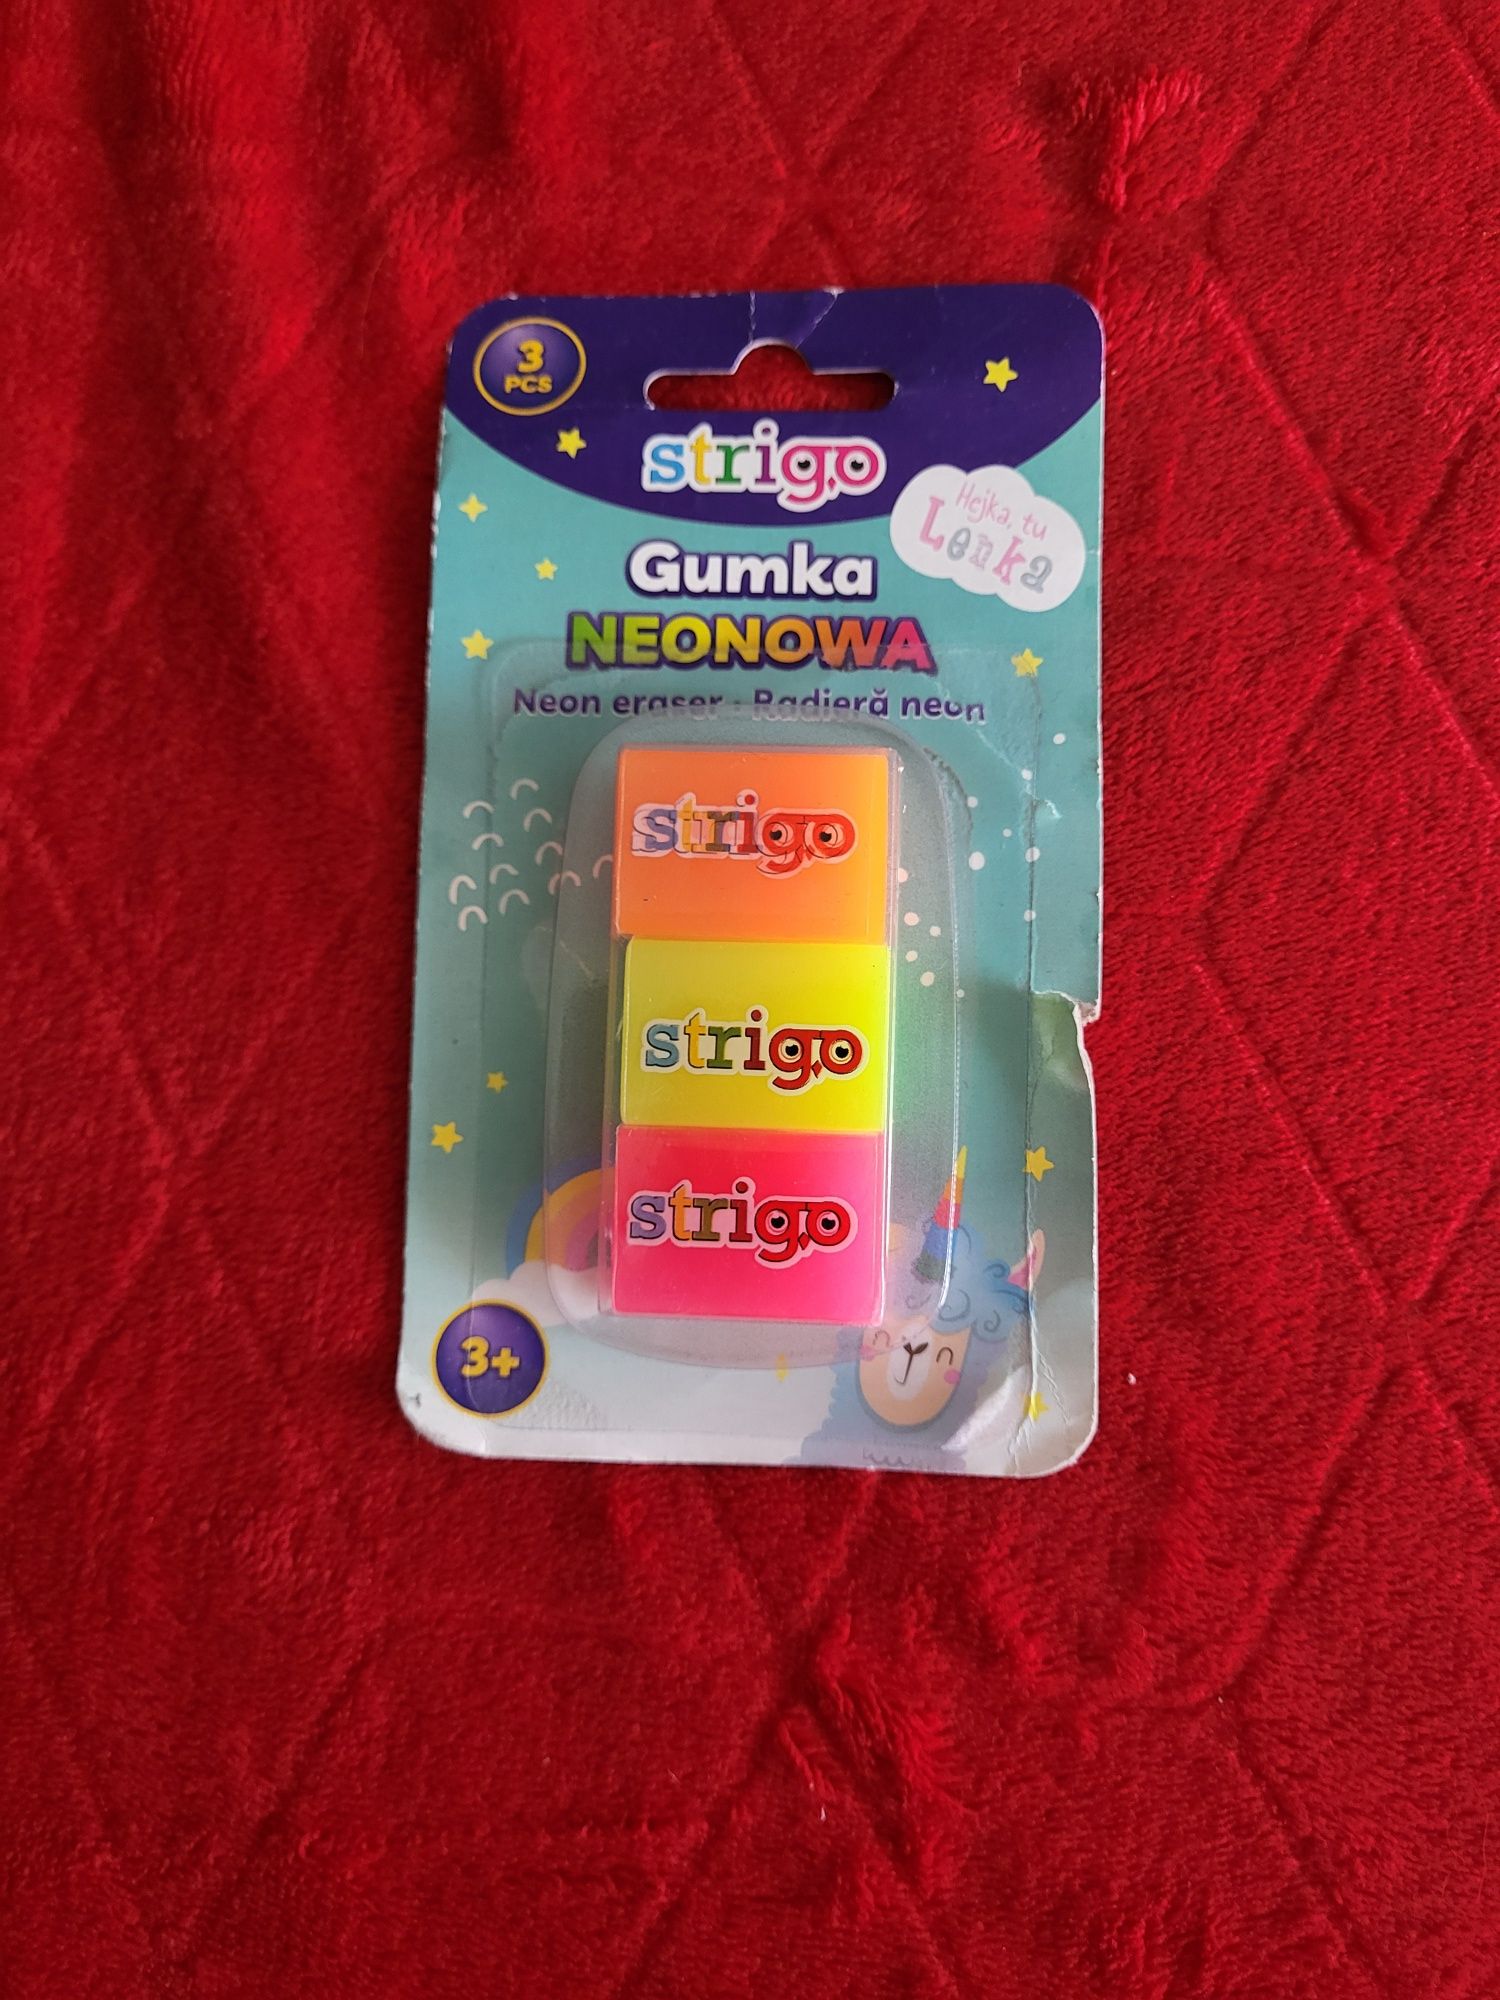 3
PCS
strigo
Hejka, tu
Lenka
Gumka
NEONOWA
Neon eraser · Radieră neon
strigo
strigo
strigo
3+